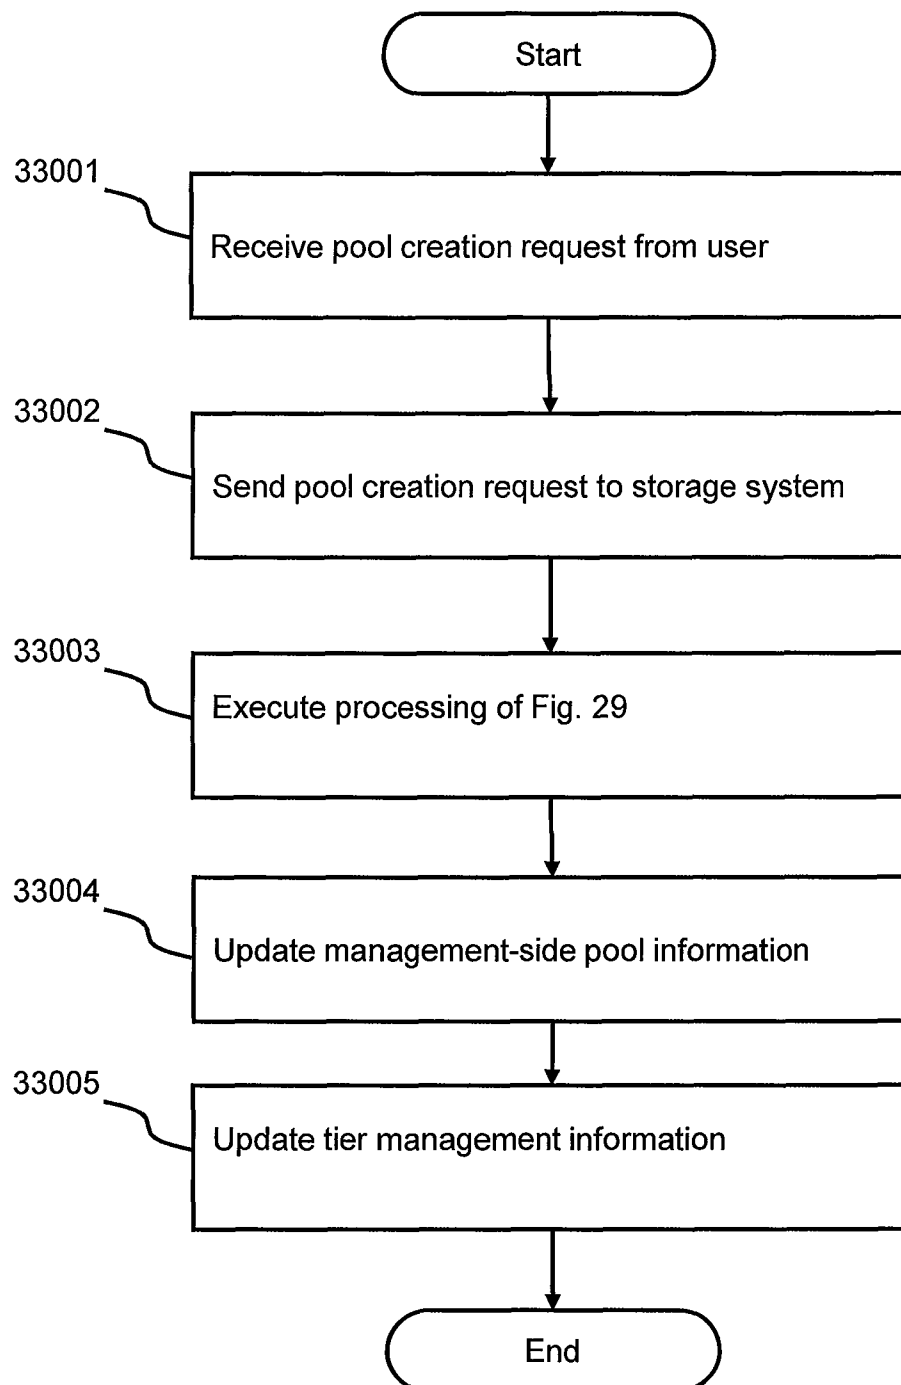 Start
33001
Receive pool creation request from user
33002
Send pool creation request to storage system
33003
Execute processing of Fig. 29
33004
Update management-side pool information
33005
Update tier management information
End